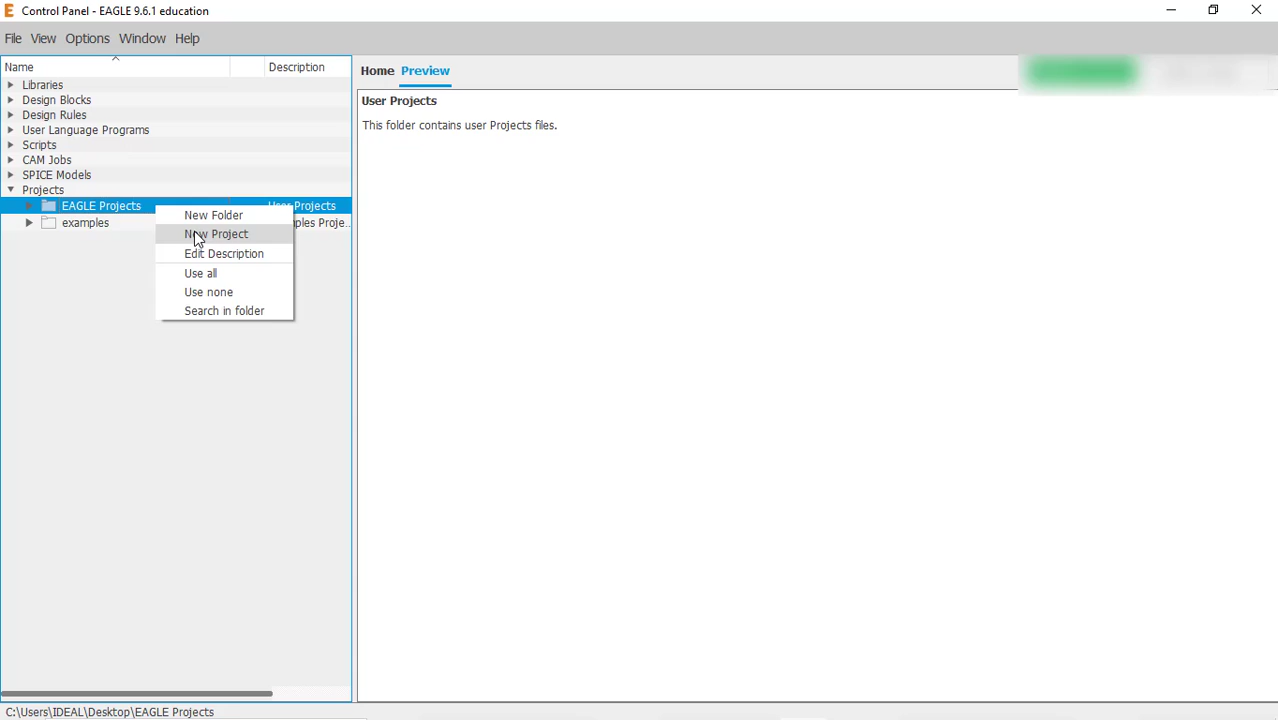 Control Panel - EAGLE 9.6.1 education
File View Options Window Help
Name Description
Libraries
Design Blocks
Design Rules
User Language Programs
Scripts
CAM Jobs
SPICE Models
Projects
EAGLE Projects User Projects
examples ples Proje..
New Folder
New Project
Edit Description
Use all
Use none
Search in folder
Home Preview
User Projects
This folder contains user Projects files.
C:\Users\IDEAL\Desktop\EAGLE Projects